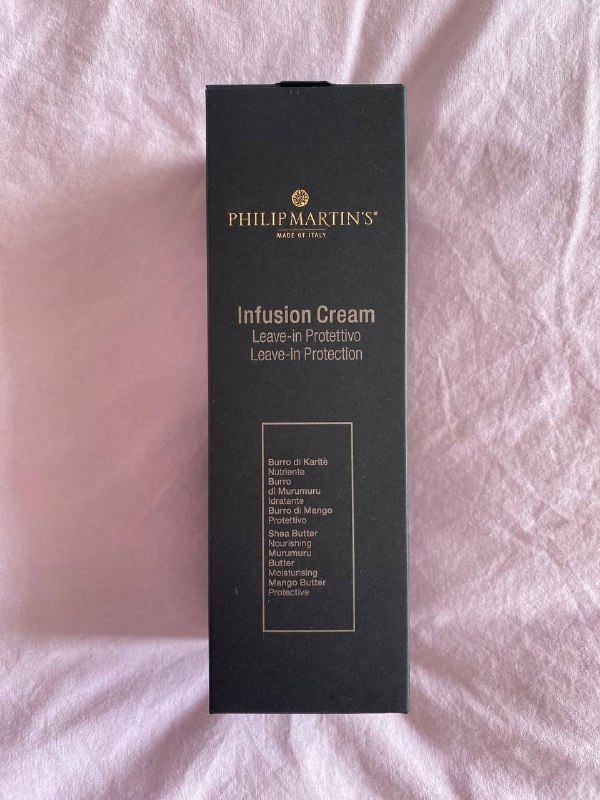 PHILIP MARTIN'S®
MADE OF ITALY
Infusion Cream
Leave-in Protettivo
Leave-in Protection
Burro di Karitè
Nutriente
Burro
di Murumuru
Idratante
Burro di Mango
Protettivo
Shea Butter
Nourishing
Murumuru
Butter
Moisturising
Mango Butter
Protective